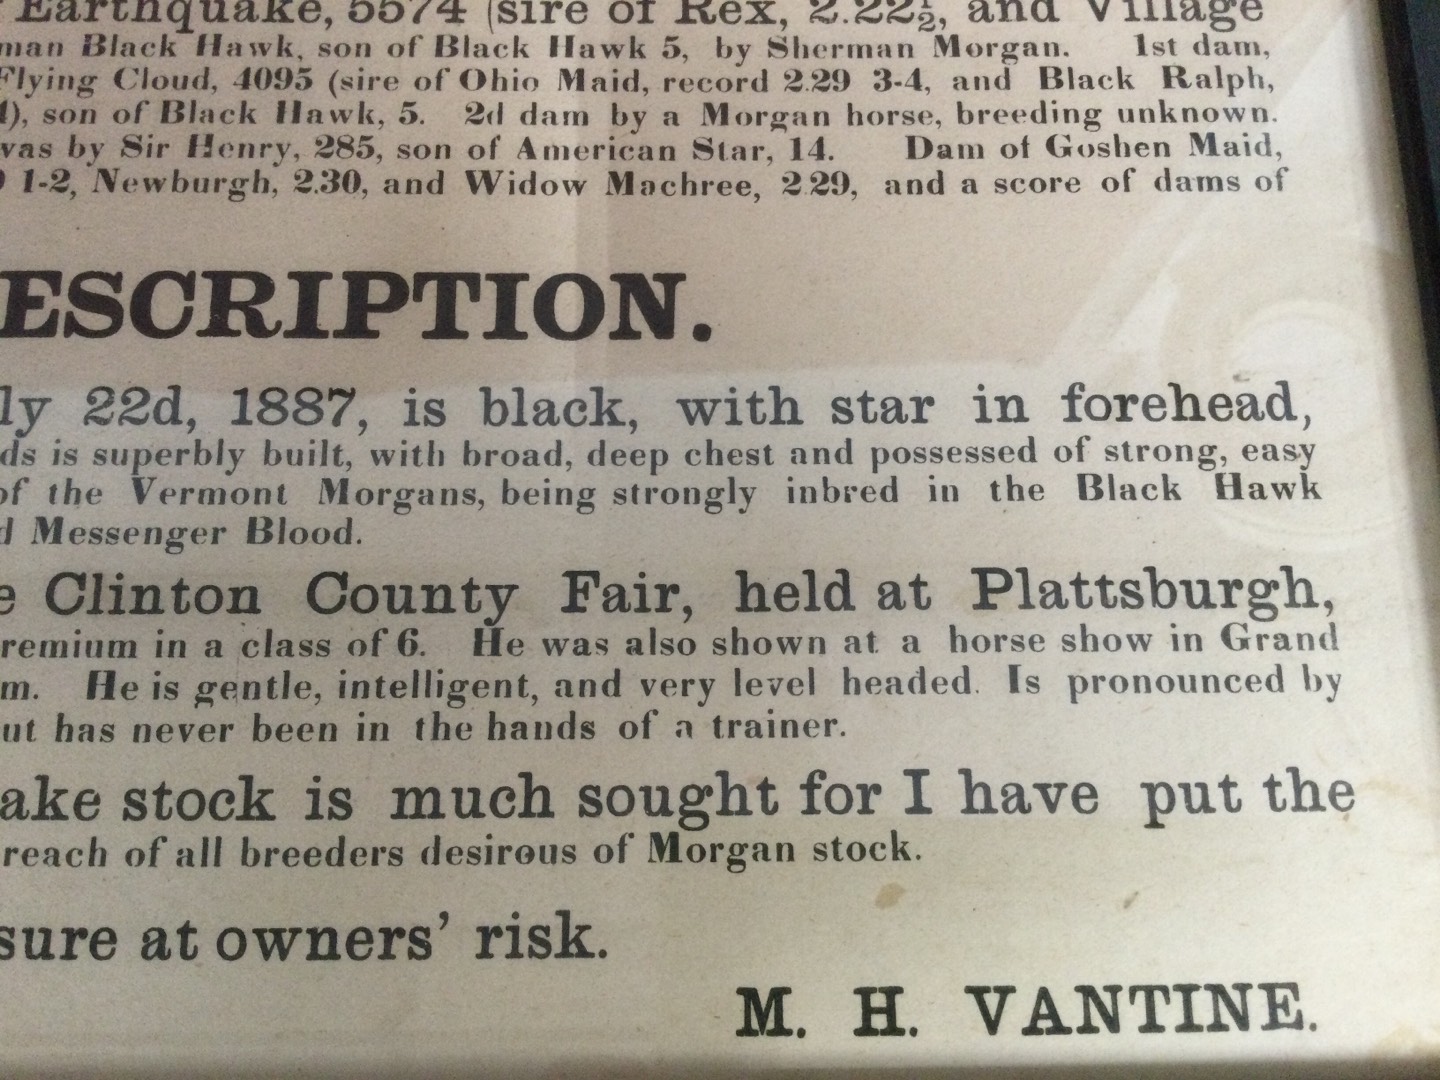 Earthquake, 5574 (sire of Rex, 2.22½, and Village
man Black Hawk, son of Black Hawk 5, by Sherman Morgan. 1st dam,
Flying Cloud, 4095 (sire of Ohio Maid, record 2.29 3-4, and Black Ralph,
), son of Black Hawk, 5. 2d dam by a Morgan horse, breeding unknown.
was by Sir Henry, 285, son of American Star, 14. Dam of Goshen Maid,
1-2, Newburgh, 2.30, and Widow Machree, 2.29, and a score of dams of
ESCRIPTION.
ly 22d, 1887, is black, with star in forehead,
ds is superbly built, with broad, deep chest and possessed of strong, easy
of the Vermont Morgans, being strongly inbred in the Black Hawk
d Messenger Blood.
e Clinton County Fair, held at Plattsburgh,
remium in a class of 6. He was also shown at a horse show in Grand
m. He is gentle, intelligent, and very level headed. Is pronounced by
ut has never been in the hands of a trainer.
ake stock is much sought for I have put the
reach of all breeders desirous of Morgan stock.
sure at owners' risk.
M. H. VANTINE.